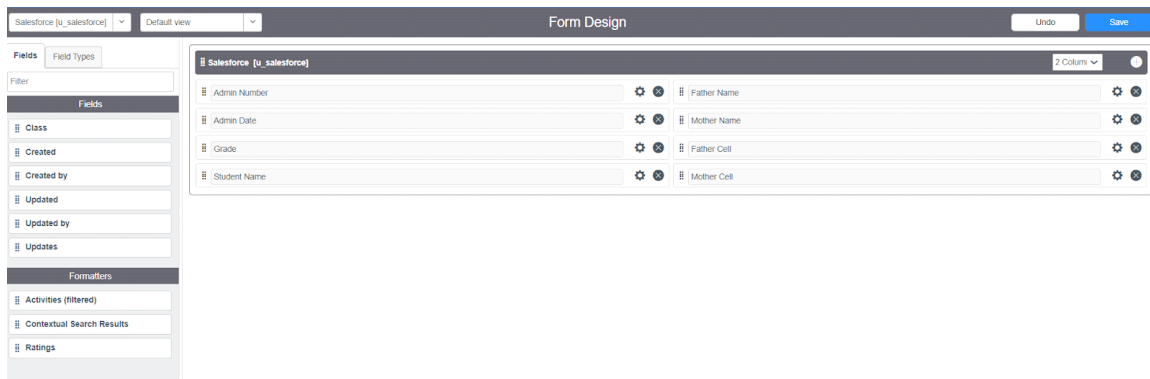 Salesforce [u_salesforce] Default view Form Design Undo Save
Fields Field Types
Filter
Fields
Class
Created
Created by
Updated
Updated by
Updates
Formatters
Activities (filtered)
Contextual Search Results
Ratings
Salesforce [u_salesforce] 2 Colum
Admin Number Father Name
Admin Date Mother Name
Grade Father Cell
Student Name Mother Cell